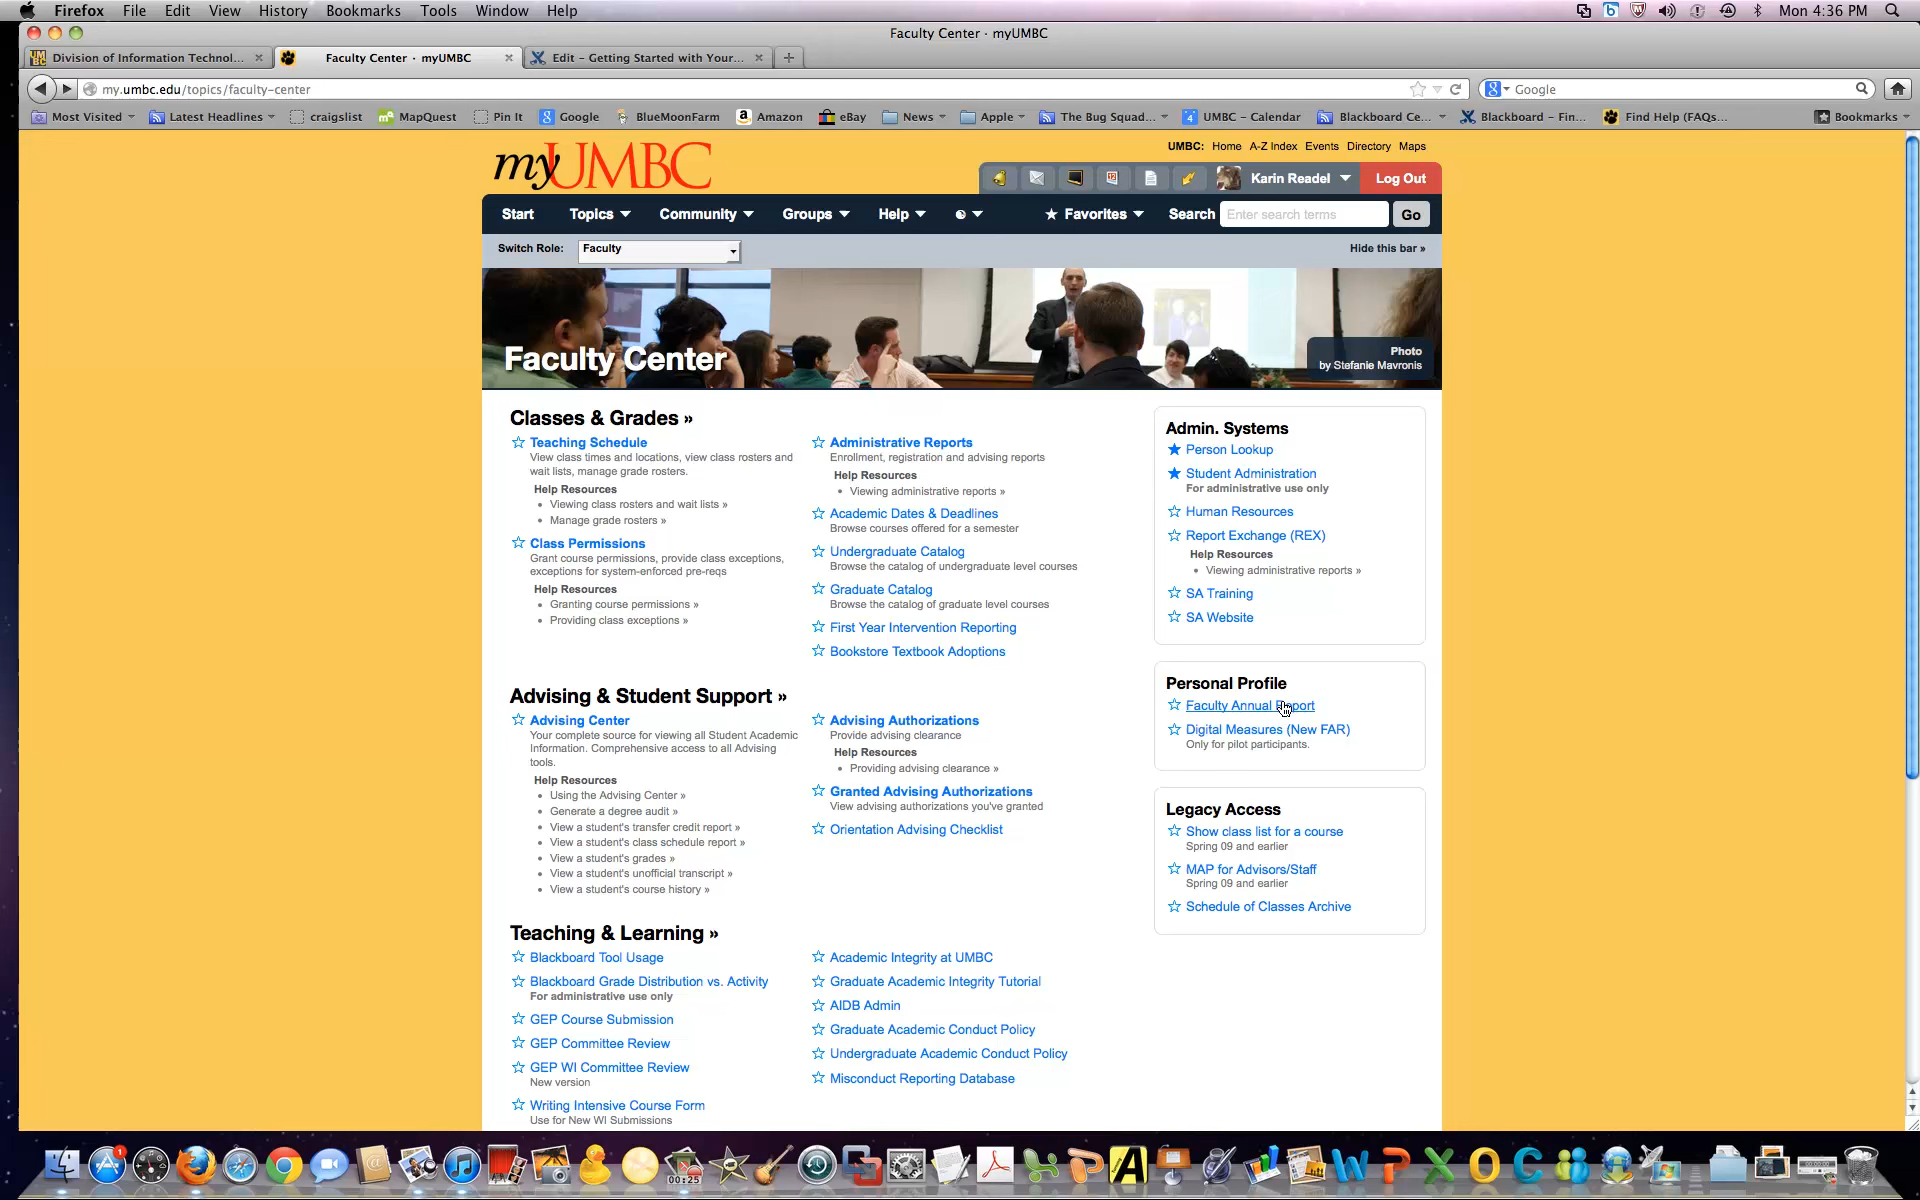 Firefox File Edit View History Bookmarks Tools Window Help Mon 4:36 PM
Faculty Center · myUMBC
Division of Information Technol... Faculty Center · myUMBC Edit – Getting Started with Your...
my.umbc.edu/topics/faculty-center Google
Most Visited Latest Headlines craigslist MapQuest Pin It Google BlueMoonFarm Amazon eBay News Apple The Bug Squad... UMBC – Calendar Blackboard Ce... Blackboard – Fin... Find Help (FAQs... Bookmarks
myUMBC
UMBC: Home A-Z Index Events Directory Maps
Karin Readel Log Out
Start Topics Community Groups Help Favorites Search Enter search terms Go
Switch Role: Faculty Hide this bar »
Faculty Center
Photo
by Stefanie Mavronis
Classes & Grades »
Teaching Schedule
View class times and locations, view class rosters and
wait lists, manage grade rosters.
Help Resources
• Viewing class rosters and wait lists »
• Manage grade rosters »
Class Permissions
Grant course permissions, provide class exceptions,
exceptions for system-enforced pre-reqs
Help Resources
• Granting course permissions »
• Providing class exceptions »
Administrative Reports
Enrollment, registration and advising reports
Help Resources
• Viewing administrative reports »
Academic Dates & Deadlines
Browse courses offered for a semester
Undergraduate Catalog
Browse the catalog of undergraduate level courses
Graduate Catalog
Browse the catalog of graduate level courses
First Year Intervention Reporting
Bookstore Textbook Adoptions
Advising & Student Support »
Advising Center
Your complete source for viewing all Student Academic
Information. Comprehensive access to all Advising
tools.
Help Resources
• Using the Advising Center »
• Generate a degree audit »
• View a student's transfer credit report »
• View a student's class schedule report »
• View a student's grades »
• View a student's unofficial transcript »
• View a student's course history »
Advising Authorizations
Provide advising clearance
Help Resources
• Providing advising clearance »
Granted Advising Authorizations
View advising authorizations you've granted
Orientation Advising Checklist
Teaching & Learning »
Blackboard Tool Usage
Blackboard Grade Distribution vs. Activity
For administrative use only
GEP Course Submission
GEP Committee Review
GEP WI Committee Review
New version
Writing Intensive Course Form
Use for New WI Submissions
Academic Integrity at UMBC
Graduate Academic Integrity Tutorial
AIDB Admin
Graduate Academic Conduct Policy
Undergraduate Academic Conduct Policy
Misconduct Reporting Database
Admin. Systems
Person Lookup
Student Administration
For administrative use only
Human Resources
Report Exchange (REX)
Help Resources
• Viewing administrative reports »
SA Training
SA Website
Personal Profile
Faculty Annual Report
Digital Measures (New FAR)
Only for pilot participants.
Legacy Access
Show class list for a course
Spring 09 and earlier
MAP for Advisors/Staff
Spring 09 and earlier
Schedule of Classes Archive
1
00:25